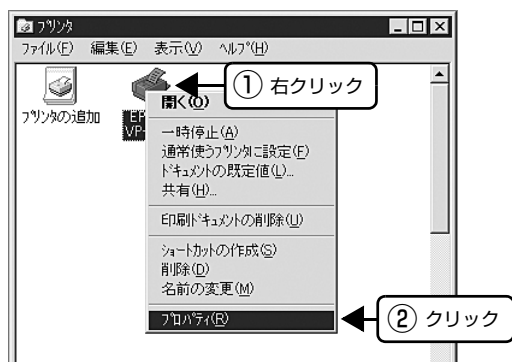 プリンタ
ファイル(F) 編集(E) 表示(V) ヘルプ(H)
① 右クリック
プリンタの追加
EP
VP-
開く(O)
一時停止(A)
通常使うプリンタに設定(F)
ドキュメントの既定値(L)...
共有(H)...
印刷ドキュメントの削除(U)
ショートカットの作成(S)
削除(D)
名前の変更(M)
プロパティ(R)
② クリック